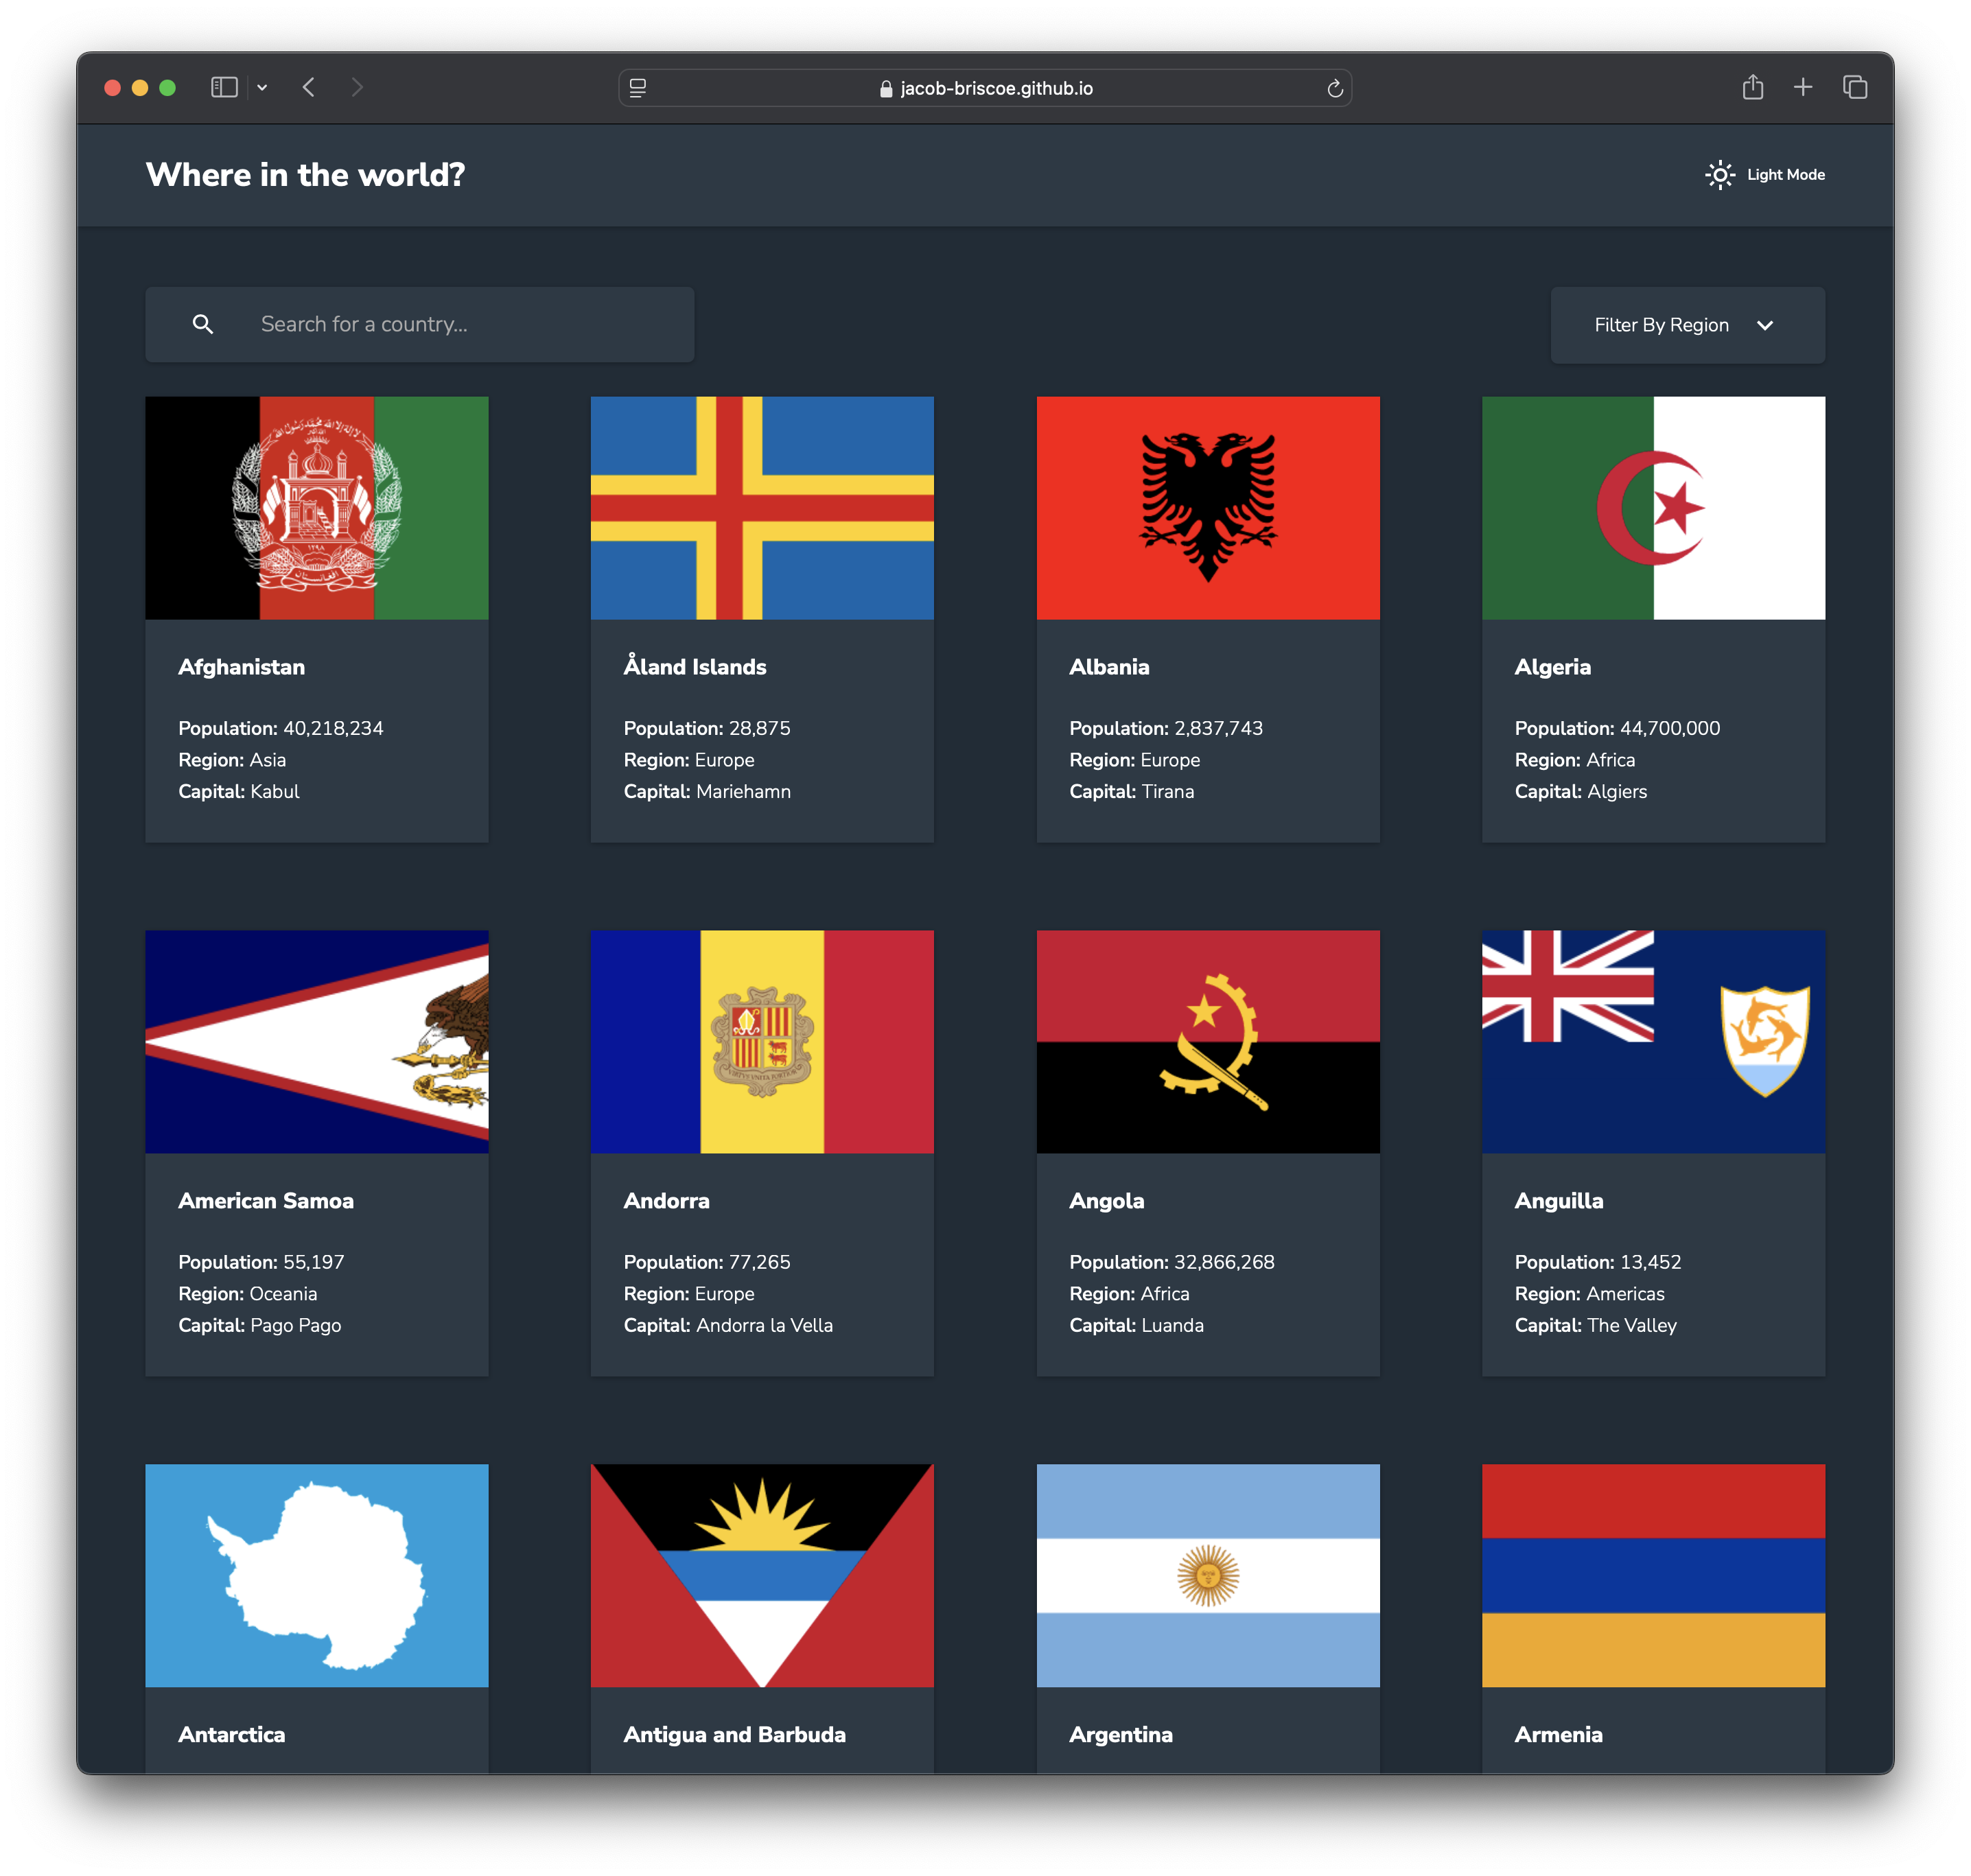 jacob-briscoe.github.io
Where in the world?
Light Mode
Search for a country...
Filter By Region
Afghanistan
Population: 40,218,234
Region: Asia
Capital: Kabul
Åland Islands
Population: 28,875
Region: Europe
Capital: Mariehamn
Albania
Population: 2,837,743
Region: Europe
Capital: Tirana
Algeria
Population: 44,700,000
Region: Africa
Capital: Algiers
American Samoa
Population: 55,197
Region: Oceania
Capital: Pago Pago
Andorra
Population: 77,265
Region: Europe
Capital: Andorra la Vella
Angola
Population: 32,866,268
Region: Africa
Capital: Luanda
Anguilla
Population: 13,452
Region: Americas
Capital: The Valley
Antarctica
Antigua and Barbuda
Argentina
Armenia